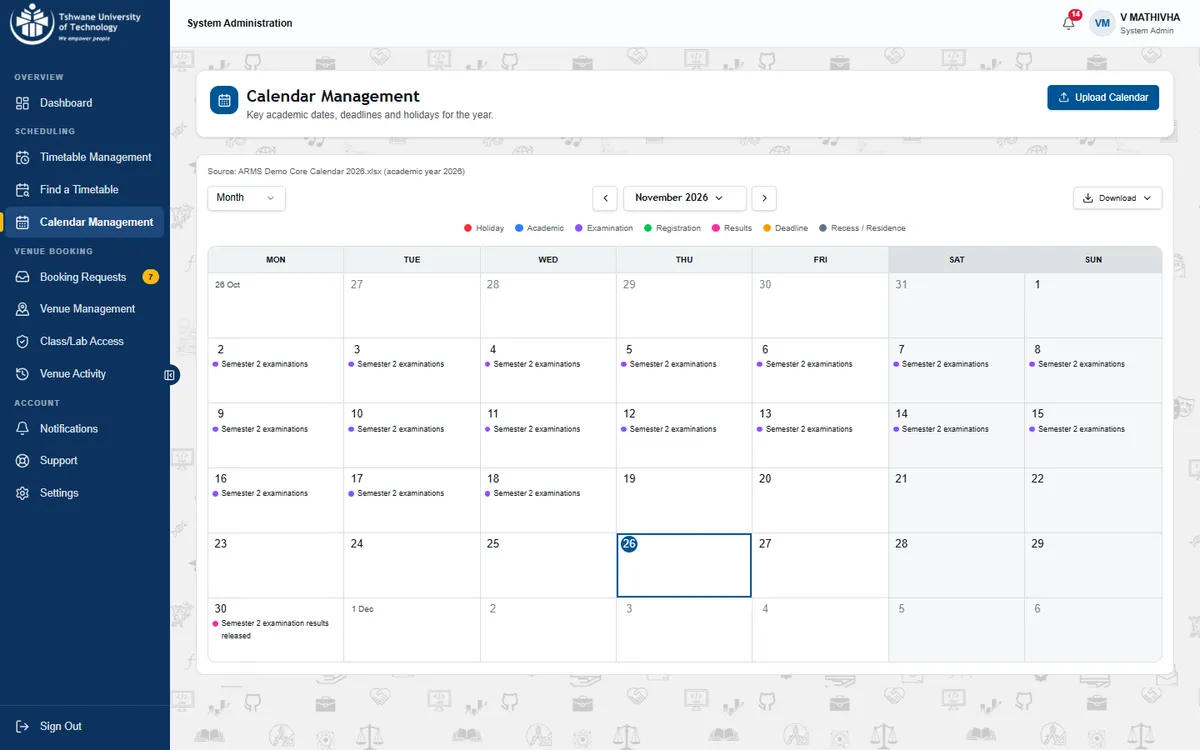 Tshwane University
of Technology
We empower people
System Administration
14
VM
V MATHIVHA
System Admin
OVERVIEW
Dashboard
SCHEDULING
Timetable Management
Find a Timetable
Calendar Management
VENUE BOOKING
Booking Requests 7
Venue Management
Class/Lab Access
Venue Activity
ACCOUNT
Notifications
Support
Settings
Sign Out
Calendar Management
Key academic dates, deadlines and holidays for the year.
Upload Calendar
Source: ARMS Demo Core Calendar 2026.xlsx (academic year 2026)
Month
November 2026
Download
Holiday Academic Examination Registration Results Deadline Recess / Residence
MON TUE WED THU FRI SAT SUN
26 Oct 27 28 29 30 31 1
2 3 4 5 6 7 8
Semester 2 examinations Semester 2 examinations Semester 2 examinations Semester 2 examinations Semester 2 examinations Semester 2 examinations Semester 2 examinations
9 10 11 12 13 14 15
Semester 2 examinations Semester 2 examinations Semester 2 examinations Semester 2 examinations Semester 2 examinations Semester 2 examinations Semester 2 examinations
16 17 18 19 20 21 22
Semester 2 examinations Semester 2 examinations Semester 2 examinations
23 24 25 26 27 28 29
30 1 Dec 2 3 4 5 6
Semester 2 examination results
released